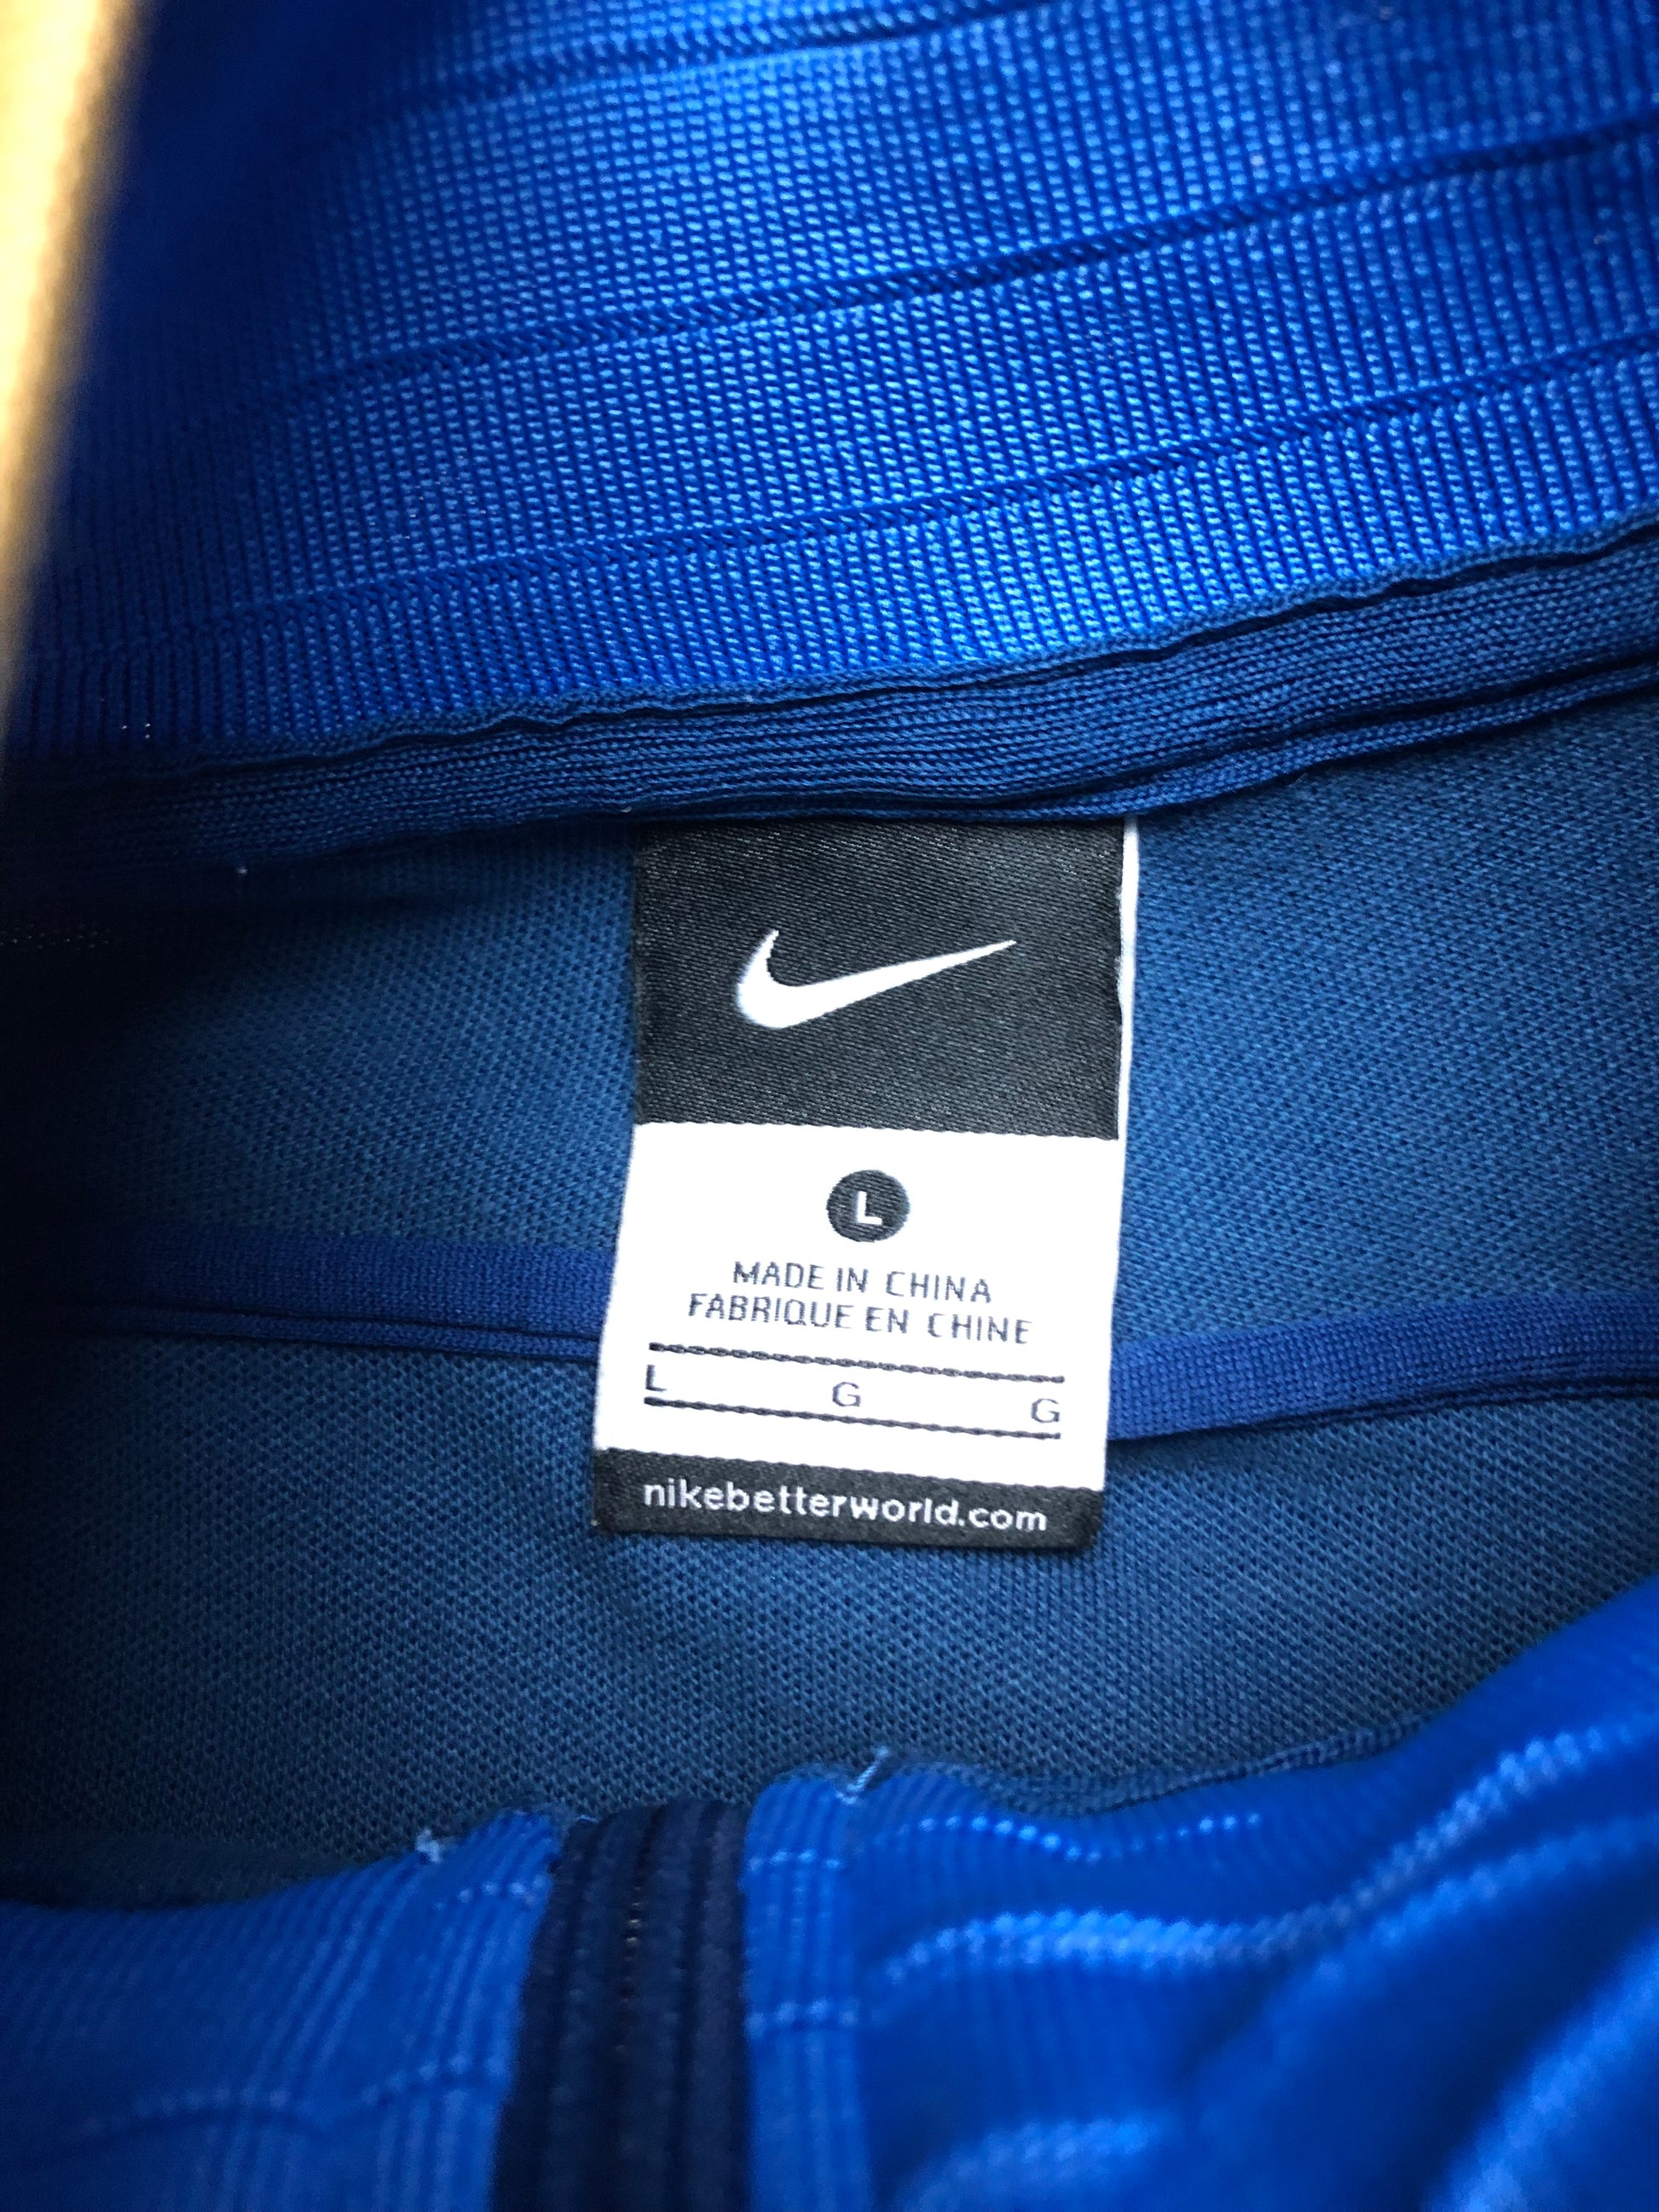 L
MADE IN CHINA
FABRIQUE EN CHINE
L G G
nikebetterworld.com